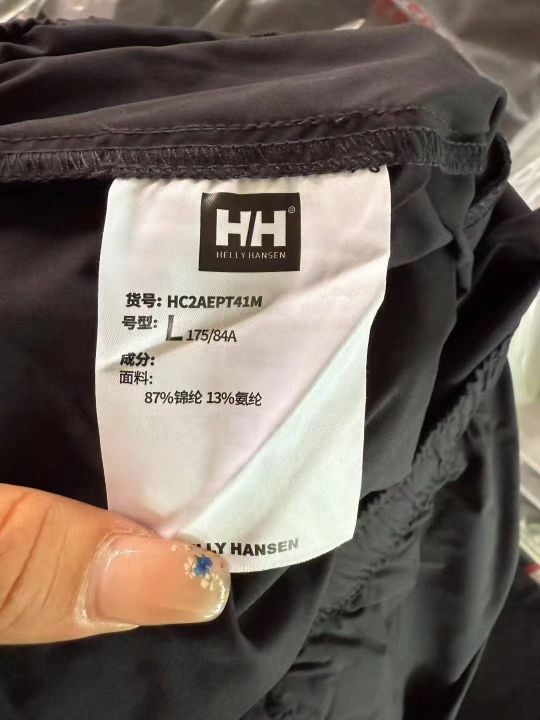 H/H®
HELLY HANSEN
货号: HC2AEPT41M
号型: L 175/84A
成分:
面料:
87%锦纶 13%氨纶
LLY HANSEN